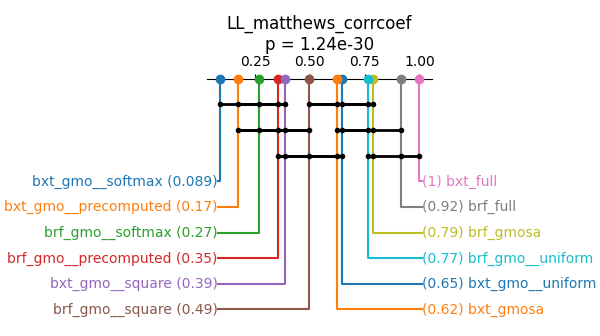 LL_matthews_corrcoef
p = 1.24e-30
0.25 0.50 0.75 1.00
bxt_gmo__softmax (0.089) (1) bxt_full
bxt_gmo__precomputed (0.17) (0.92) brf_full
brf_gmo__softmax (0.27) (0.79) brf_gmosa
brf_gmo__precomputed (0.35) (0.77) brf_gmo__uniform
bxt_gmo__square (0.39) (0.65) bxt_gmo__uniform
brf_gmo__square (0.49) (0.62) bxt_gmosa